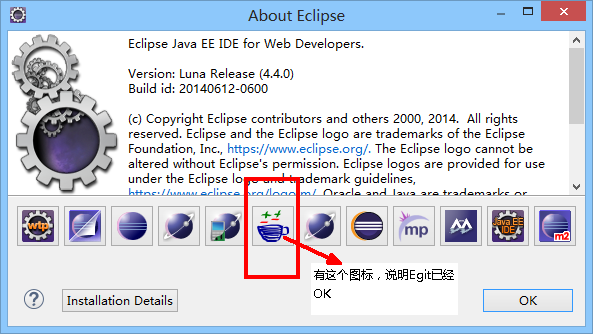 About Eclipse
Eclipse Java EE IDE for Web Developers.
Version: Luna Release (4.4.0)
Build id: 20140612-0600
(c) Copyright Eclipse contributors and others 2000, 2014.  All rights
reserved. Eclipse and the Eclipse logo are trademarks of the Eclipse
Foundation, Inc., https://www.eclipse.org/. The Eclipse logo cannot be
altered without Eclipse's permission. Eclipse logos are provided for use
under the Eclipse logo and trademark guidelines,
https://www.eclipse.org/logotm/. Oracle and Java are trademarks or
wtp
mp
Java EE
IDE
m2
有这个图标，说明Egit已经
OK
?
Installation Details
OK